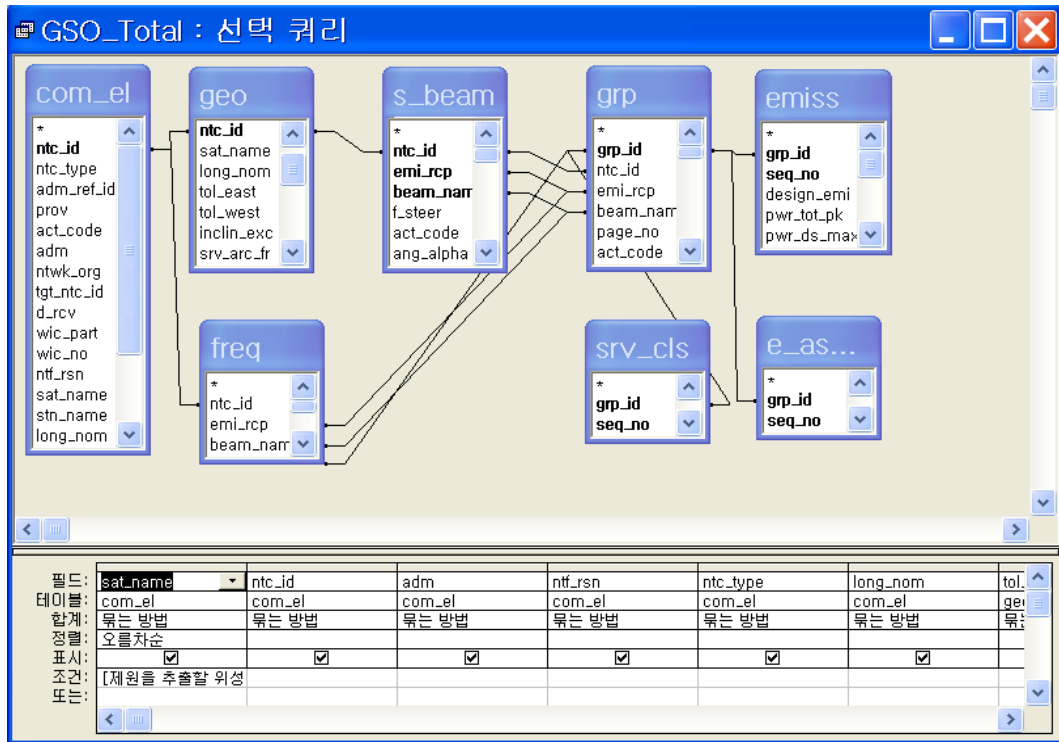 GSO_Total : 선택 쿼리
com_el
*
ntc_id
ntc_type
adm_ref_id
prov
act_code
adm
ntwk_org
tgt_ntc_id
d_rcv
wic_part
wic_no
ntf_rsn
sat_name
stn_name
long_nom
geo
ntc_id
sat_name
long_nom
tol_east
tol_west
inclin_exc
srv_arc_fr
s_beam
*
ntc_id
emi_rcp
beam_nam
f_steer
act_code
ang_alpha
grp
*
grp_id
ntc_id
emi_rcp
beam_nam
page_no
act_code
emiss
*
grp_id
seq_no
design_emi
pwr_tot_pk
pwr_ds_max
freq
*
ntc_id
emi_rcp
beam_nam
srv_cls
*
grp_id
seq_no
e_as...
*
grp_id
seq_no
필드: sat_name ntc_id adm ntf_rsn ntc_type long_nom tol_
테이블: com_el com_el com_el com_el com_el com_el geo
합계: 묶는 방법 묶는 방법 묶는 방법 묶는 방법 묶는 방법 묶는 방법
정렬: 오름차순
표시:
조건: [제원을 추출할 위성
또는: